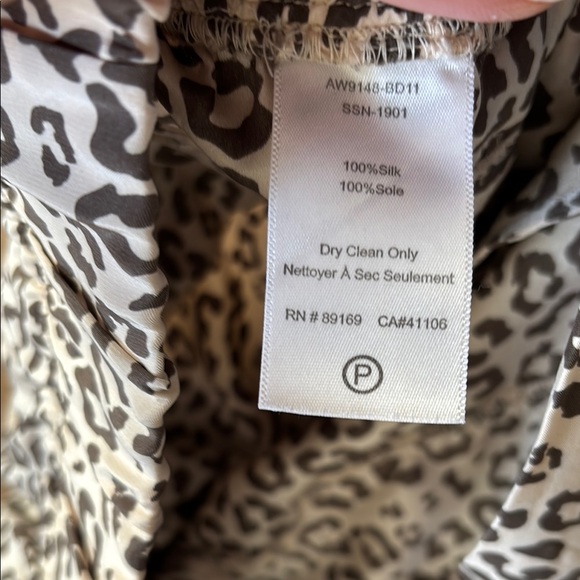 AW9148-BD11
SSN-1901
100%Silk
100%Sole
Dry Clean Only
Nettoyer À Sec Seulement
RN # 89169 CA#41106
P